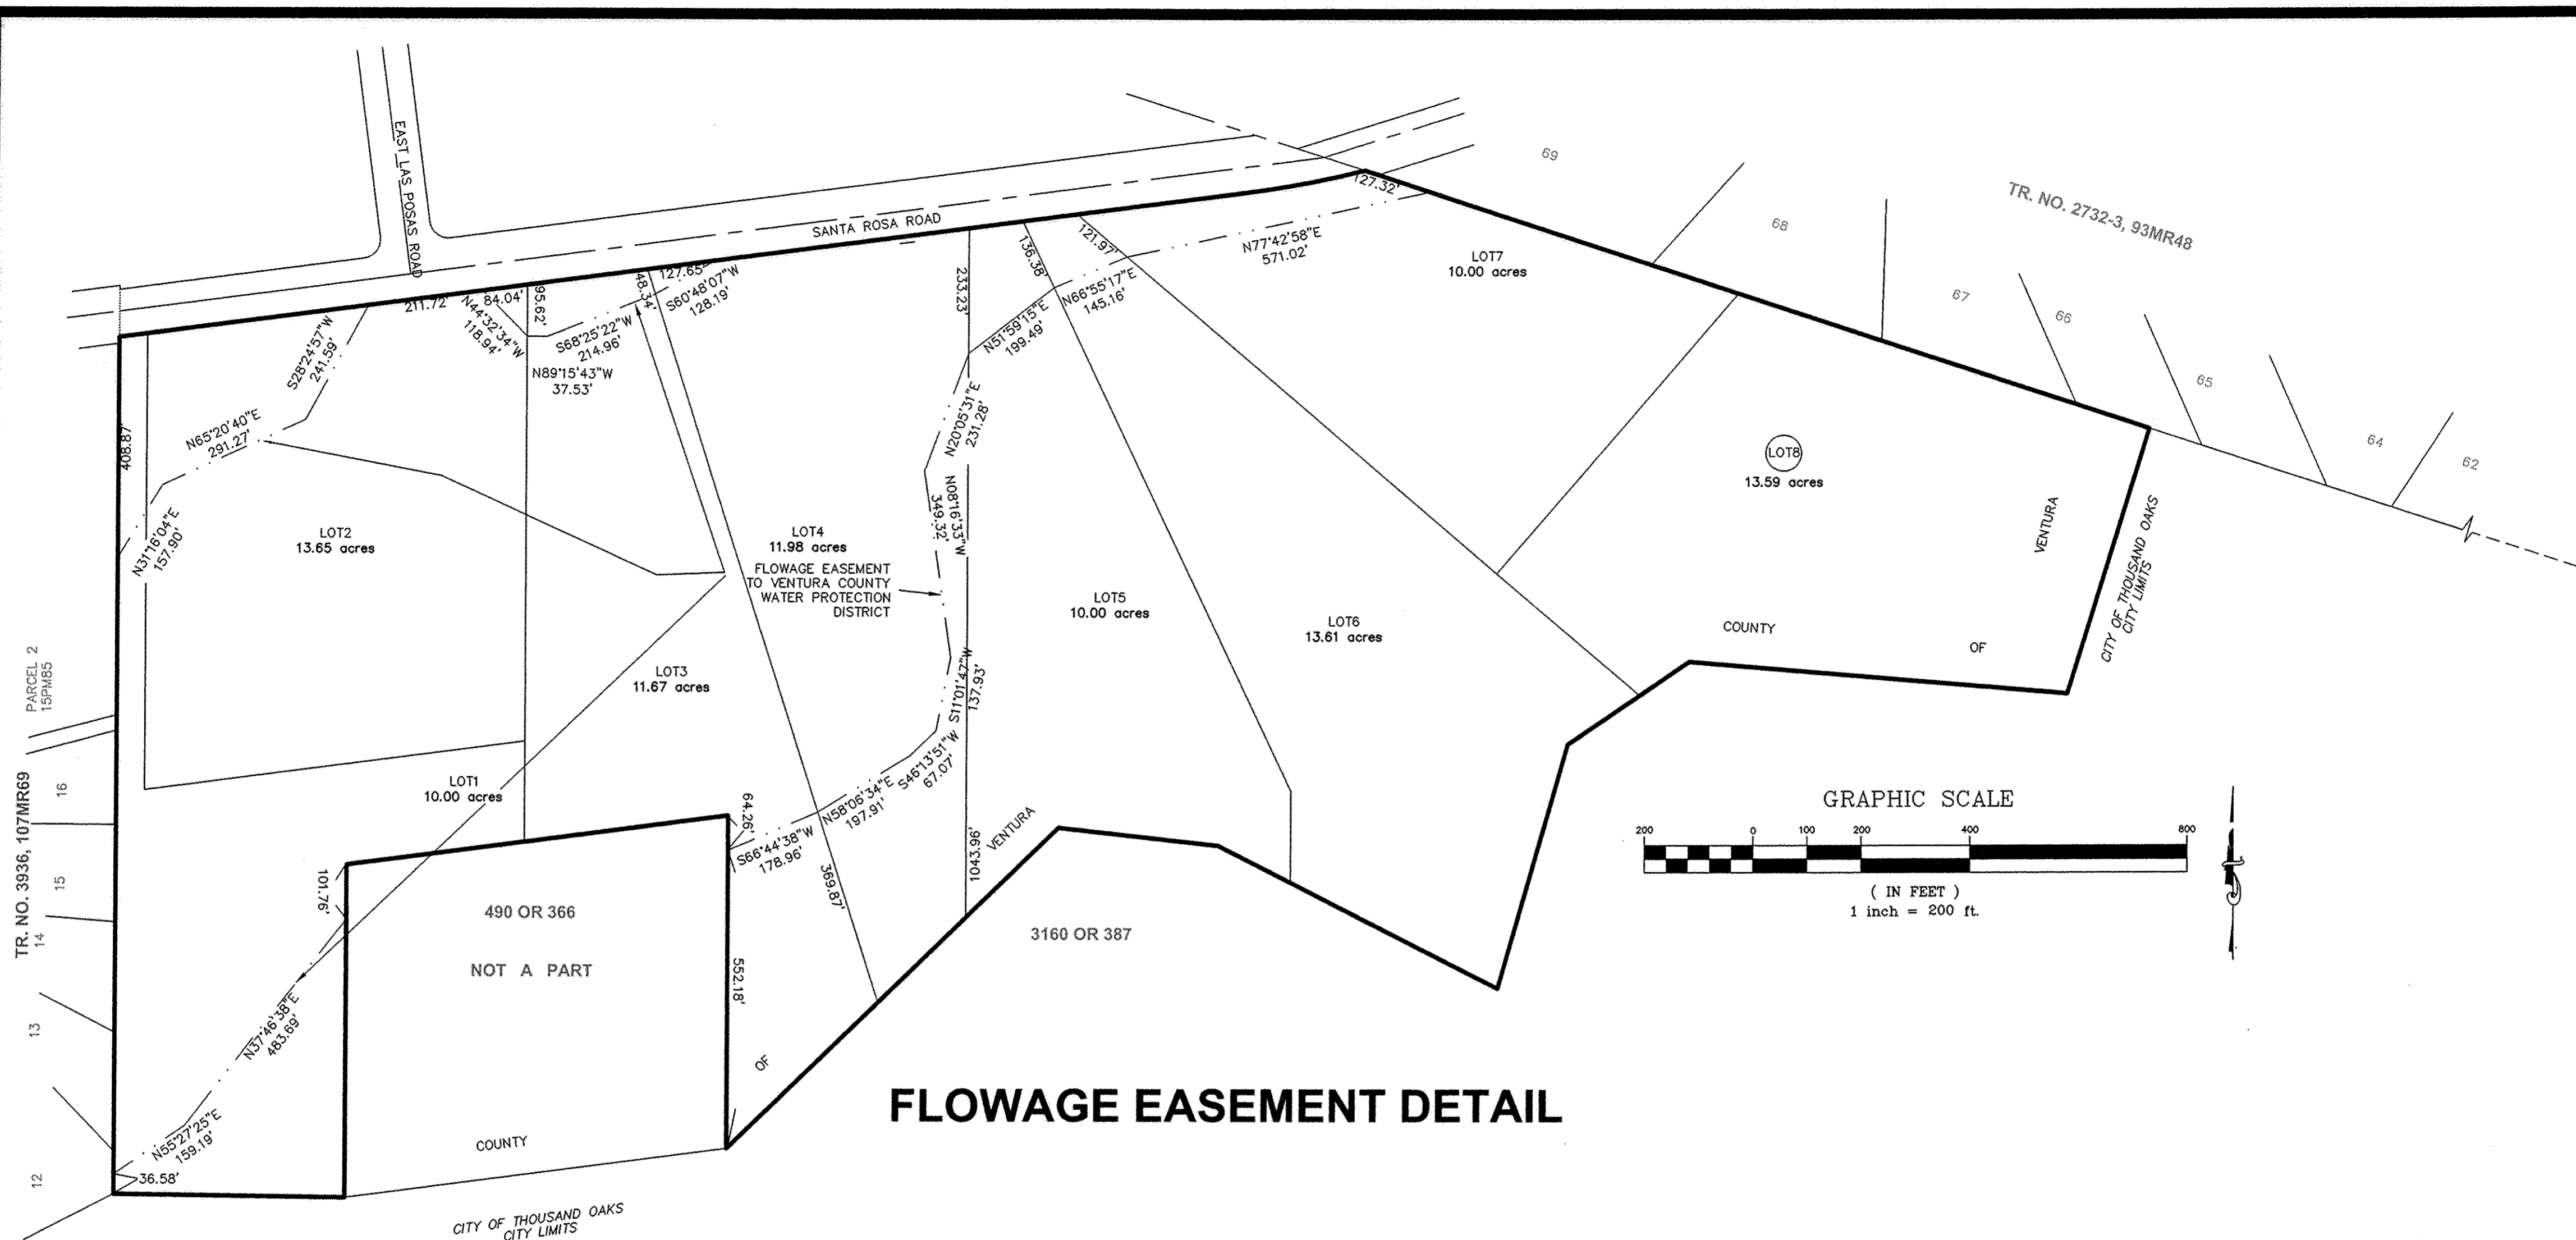 EAST LAS POSAS ROAD
SANTA ROSA ROAD
127.32'
69
68
67
66
65
64
62
TR. NO. 2732-3, 93MR48
211.72'
84.04'
N44°32'34"W
118.94'
95.62'
48.34'
127.65'
S60°48'07"W
128.19'
S68°25'22"W
214.96'
N89°15'43"W
37.53'
233.23'
136.38'
121.97'
N51°59'15"E
199.49'
N66°55'17"E
145.16'
N77°42'58"E
571.02'
LOT7
10.00 acres
S28°24'57"W
241.59'
N65°20'40"E
291.27'
408.87'
N31°16'04"E
157.90'
LOT2
13.65 acres
LOT4
11.98 acres
FLOWAGE EASEMENT
TO VENTURA COUNTY
WATER PROTECTION
DISTRICT
N20°05'31"E
231.28'
N08°16'33"W
349.32'
LOT8
13.59 acres
VENTURA
COUNTY
OF
CITY OF THOUSAND OAKS
CITY LIMITS
LOT5
10.00 acres
LOT6
13.61 acres
LOT3
11.67 acres
S11°01'47"W
137.93'
S46°13'51"W
67.07'
N58°06'34"E
197.91'
S66°44'38"W
178.96'
64.26'
369.87'
1043.96'
VENTURA
PARCEL 2
15PM85
TR. NO. 3936, 107MR69
16
15
14
13
12
LOT1
10.00 acres
101.76'
490 OR 366
NOT A PART
552.18'
3160 OR 387
N37°46'38"E
483.69'
N55°27'25"E
159.19'
36.58'
COUNTY
OF
CITY OF THOUSAND OAKS
CITY LIMITS
GRAPHIC SCALE
200 0 100 200 400 800
( IN FEET )
1 inch = 200 ft.
FLOWAGE EASEMENT DETAIL